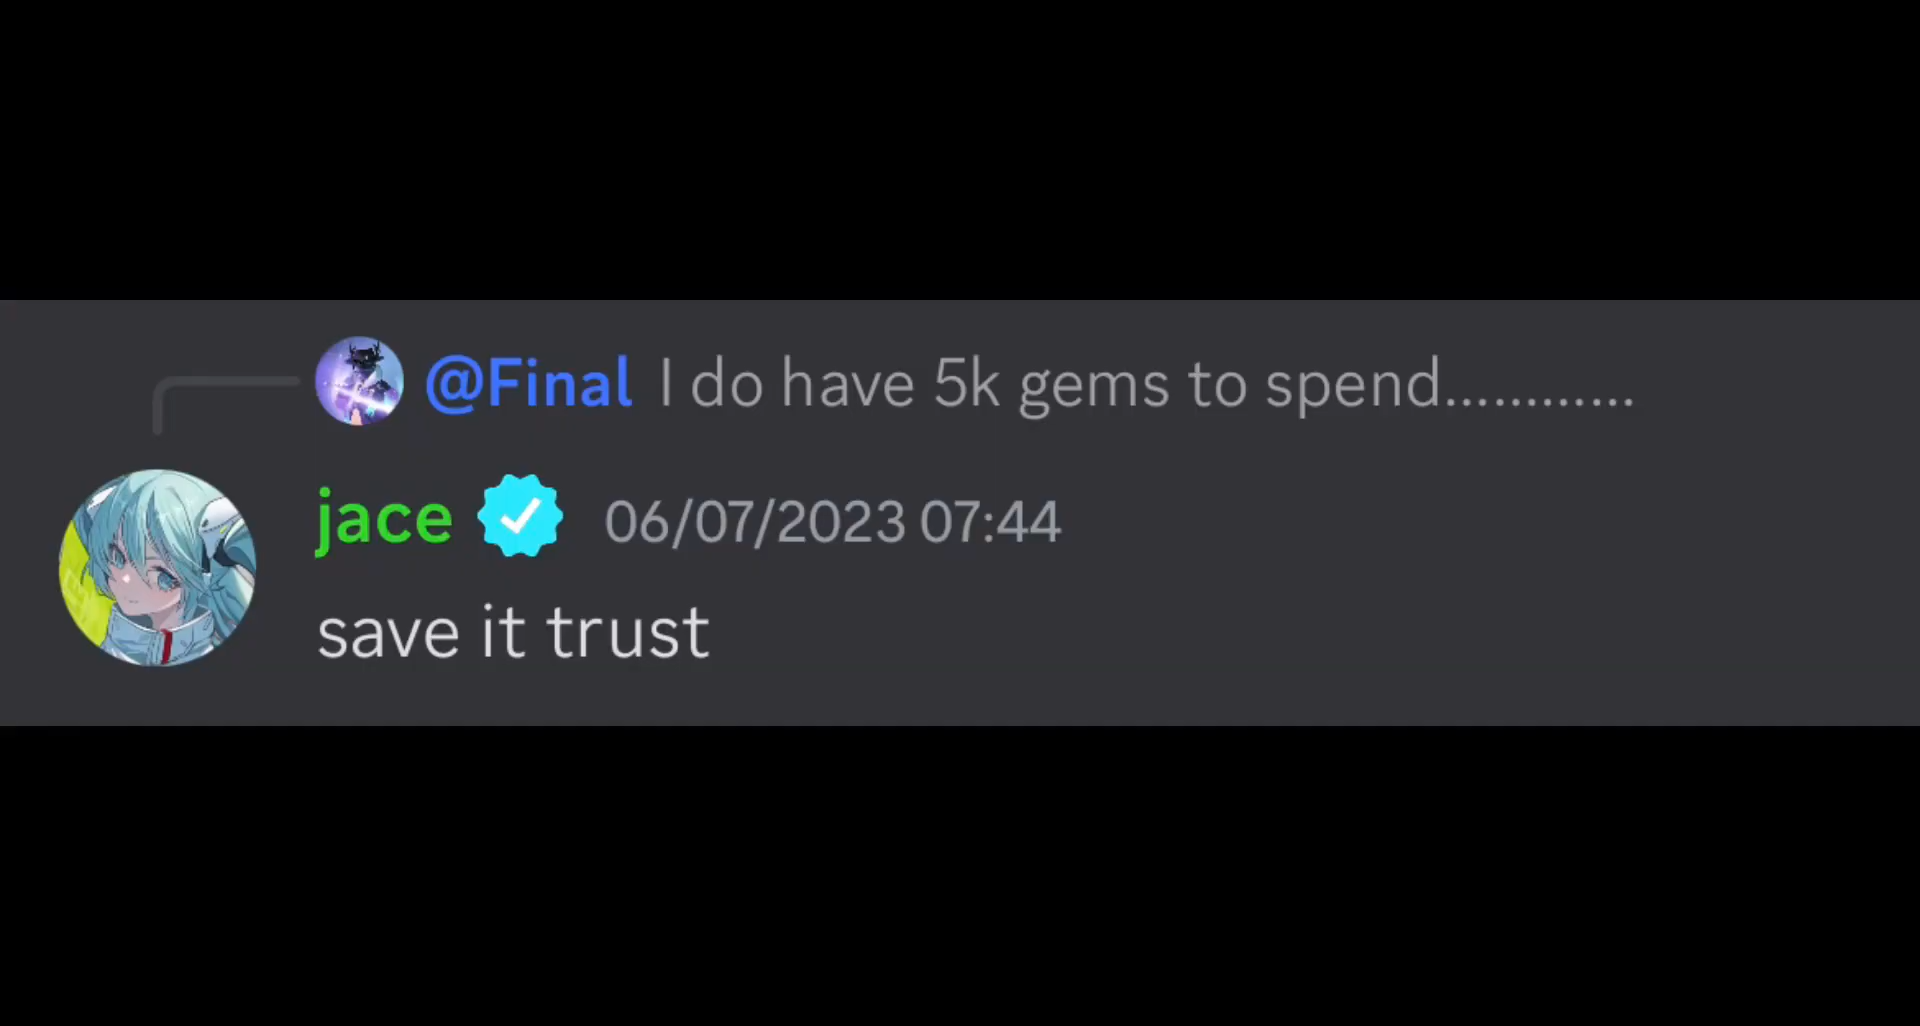 @Final I do have 5k gems to spend............
jace 06/07/2023 07:44
save it trust